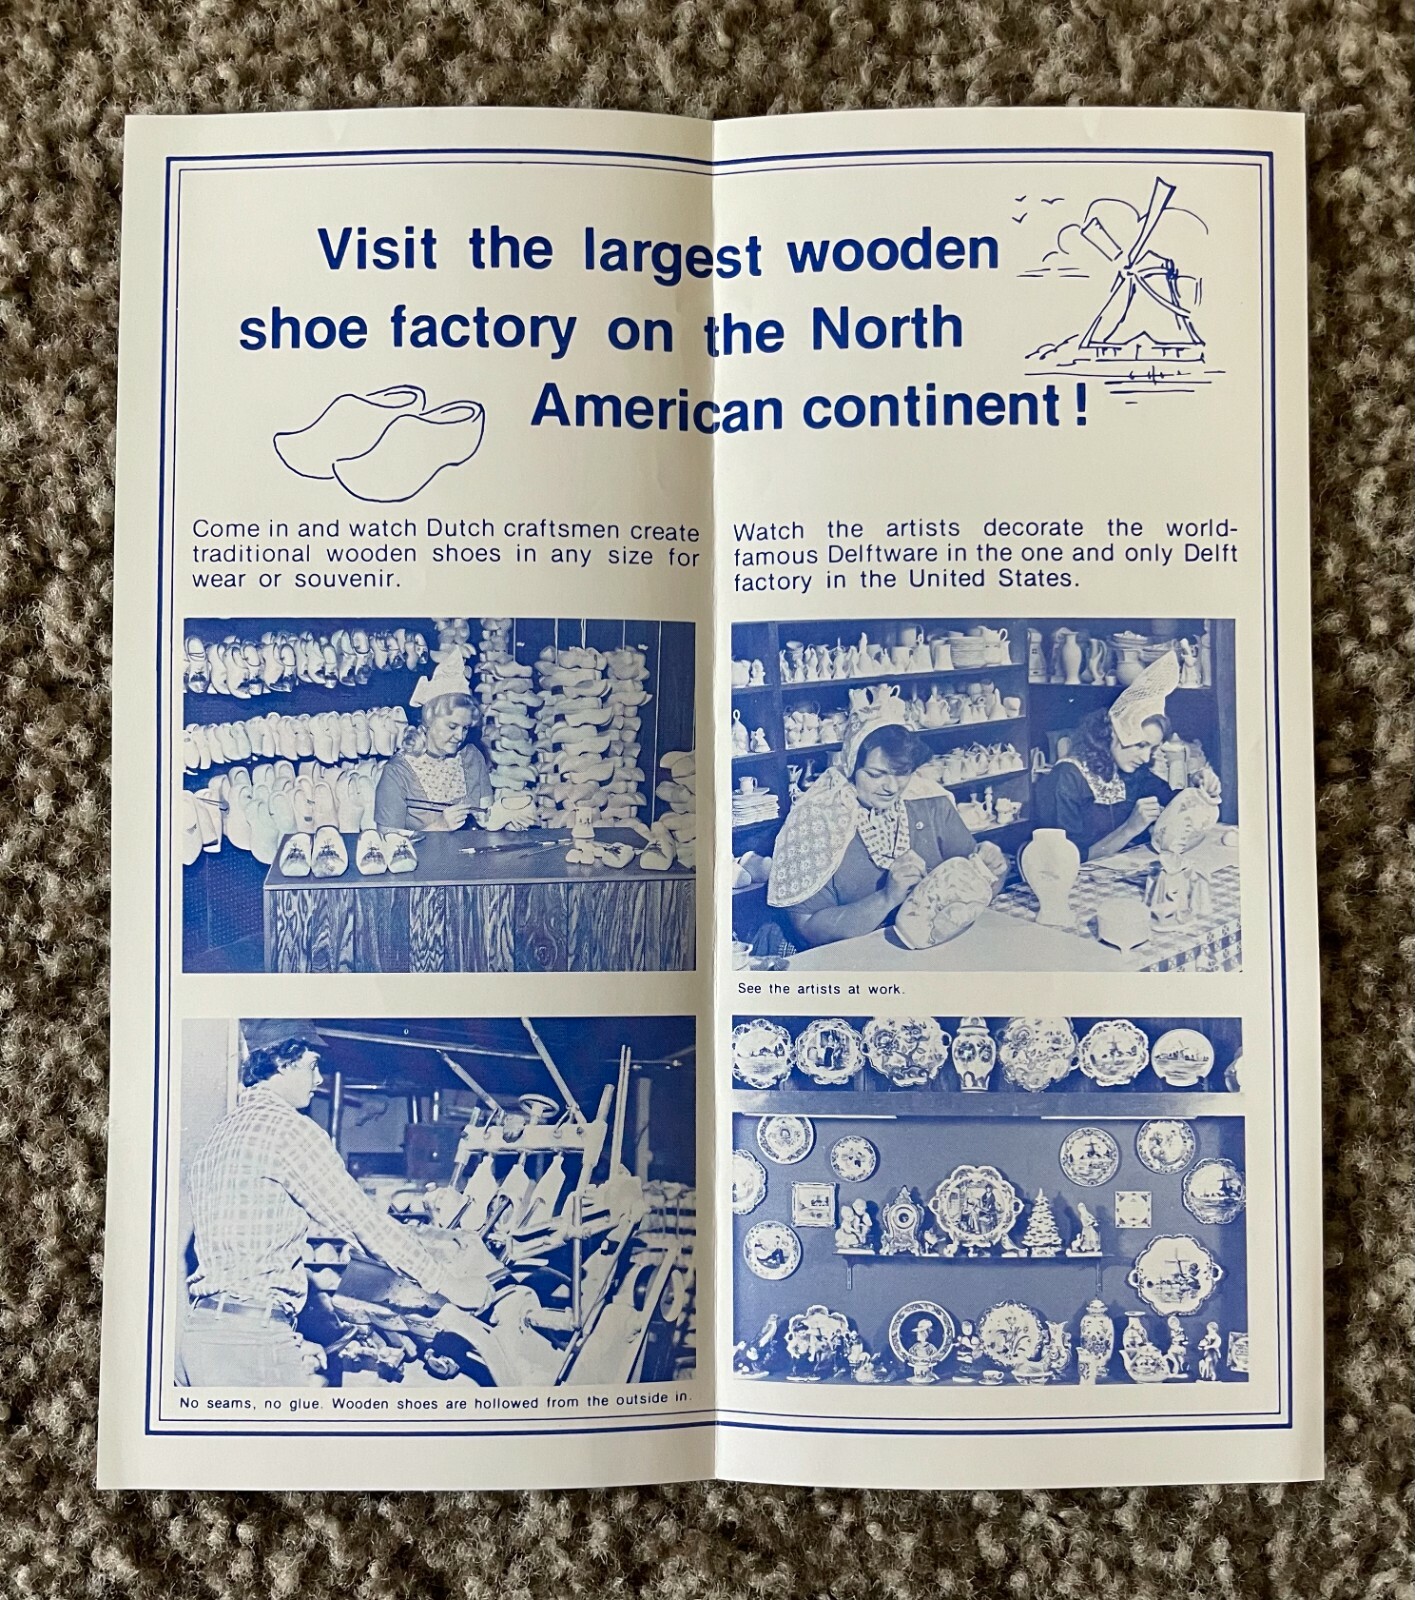 Visit the largest wooden
shoe factory on the North
American continent!
Come in and watch Dutch craftsmen create
traditional wooden shoes in any size for
wear or souvenir.
No seams, no glue. Wooden shoes are hollowed from the outside in.
Watch the artists decorate the world-
famous Delftware in the one and only Delft
factory in the United States.
See the artists at work.